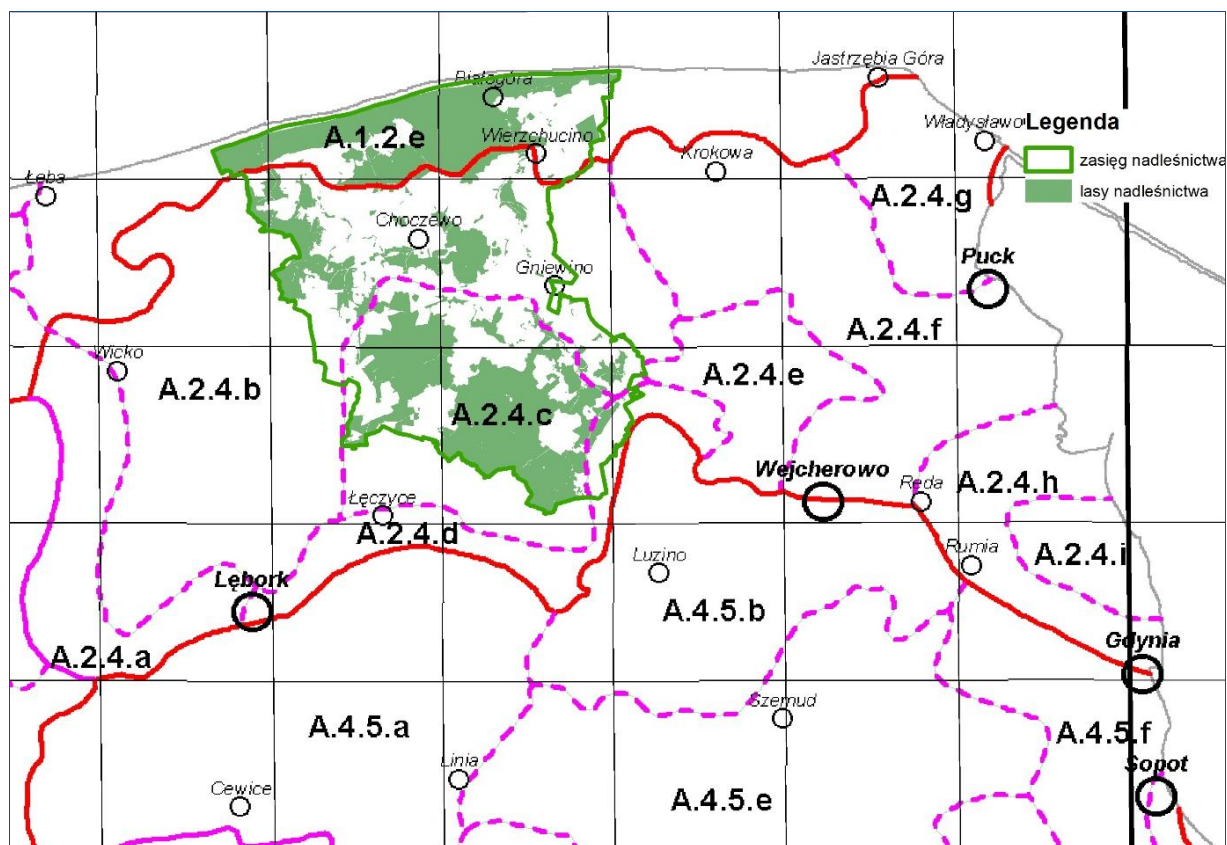 Jastrzębia Góra
Białogóra
Władysławo
Legenda
A.1.2.e
Wierzchucino
zasięg nadleśnictwa
Krokowa
Łeba
A.2.4.g
lasy nadleśnictwa
Choczewo
Gniewino
Puck
A.2.4.f
Wicko
A.2.4.b
A.2.4.e
A.2.4.c
Wejcherowo
Łęczyce
Reda
A.2.4.h
A.2.4.d
Luzino
Rumia
A.2.4.i
Lębork
A.4.5.b
Gdynia
A.2.4.a
A.4.5.a
Szemud
A.4.5.f
Linia
Sopot
Cewice
A.4.5.e